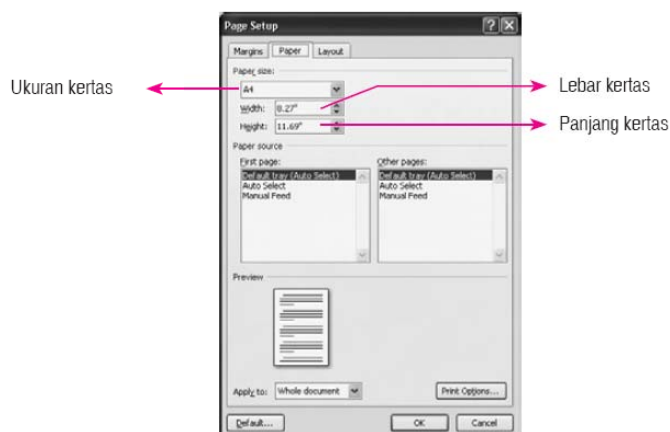 Page Setup
Margins Paper Layout
Paper size:
Ukuran kertas
A4
Lebar kertas
Width: 8.27"
Height: 11.69"
Panjang kertas
Paper source
First page: Other pages:
Default tray (Auto Select) Default tray (Auto Select)
Auto Select Auto Select
Manual Feed Manual Feed
Preview
Apply to: Whole document Print Options...
Default... OK Cancel